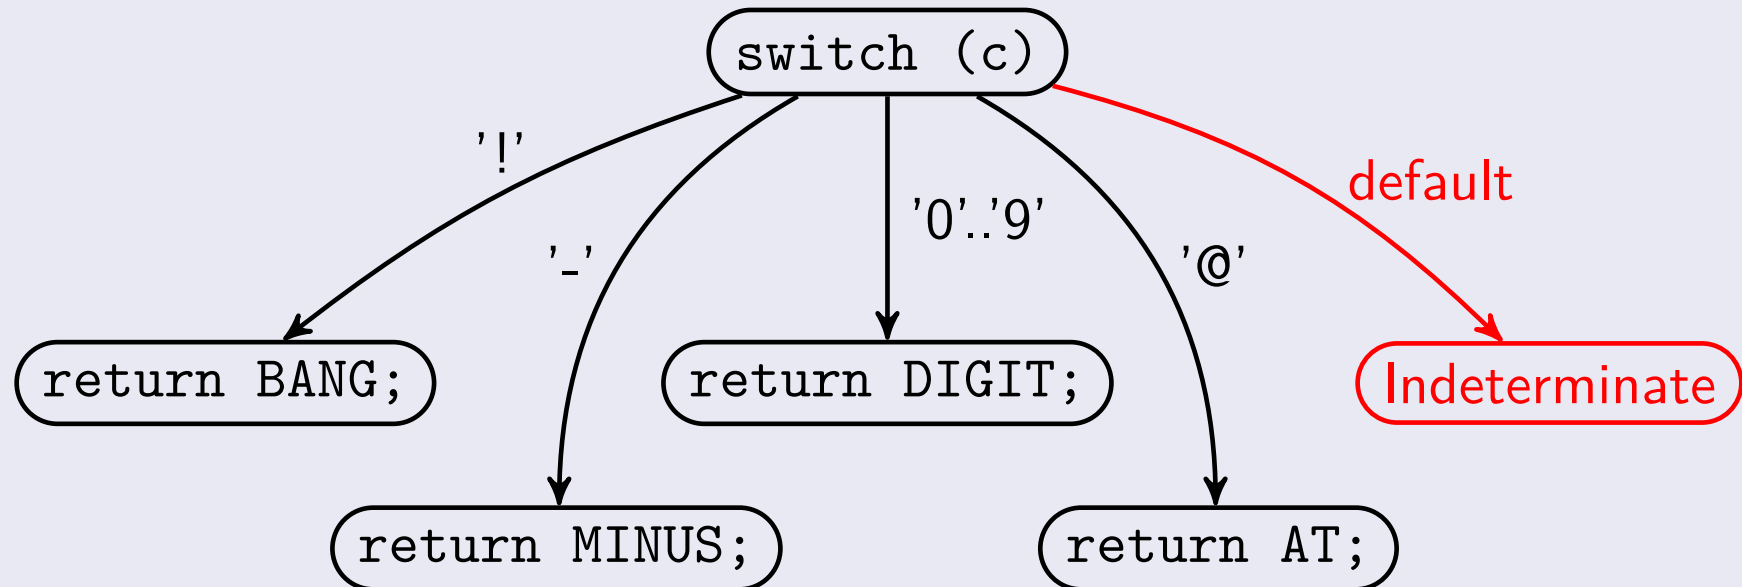 switch (c)
'!'
default
'0'..'9'
'-'
'@'
return BANG;
return DIGIT;
Indeterminate
return MINUS;
return AT;